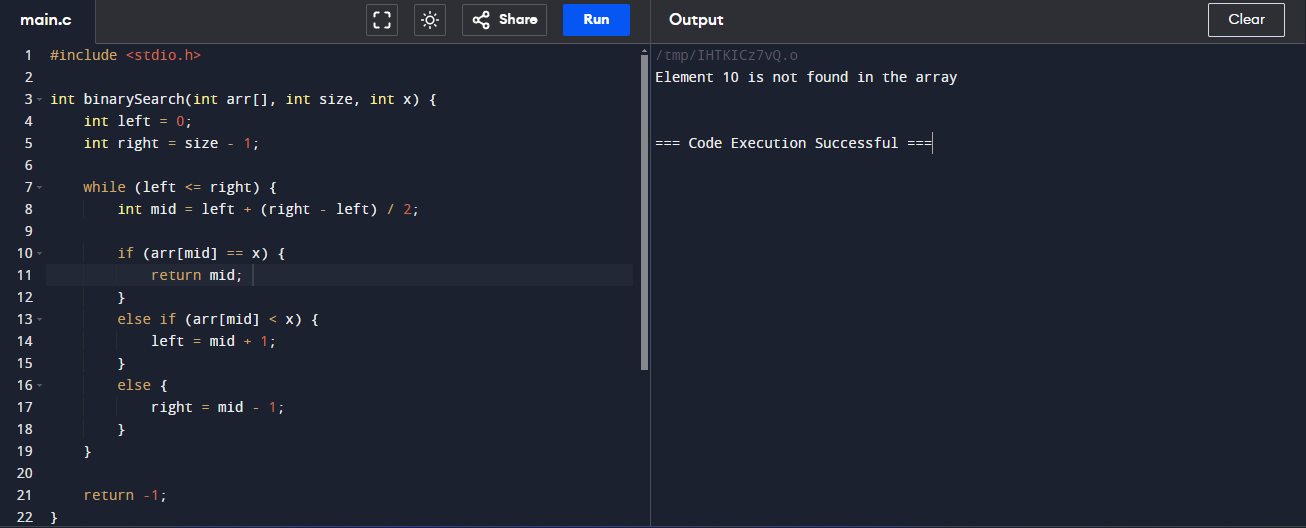 main.c
Share
Run
Output
Clear
1 #include <stdio.h>
2
3 int binarySearch(int arr[], int size, int x) {
4     int left = 0;
5     int right = size - 1;
6
7     while (left <= right) {
8         int mid = left + (right - left) / 2;
9
10         if (arr[mid] == x) {
11             return mid;
12         }
13         else if (arr[mid] < x) {
14             left = mid + 1;
15         }
16         else {
17             right = mid - 1;
18         }
19     }
20
21     return -1;
22 }
/tmp/IHTKICz7vQ.o
Element 10 is not found in the array
=== Code Execution Successful ===